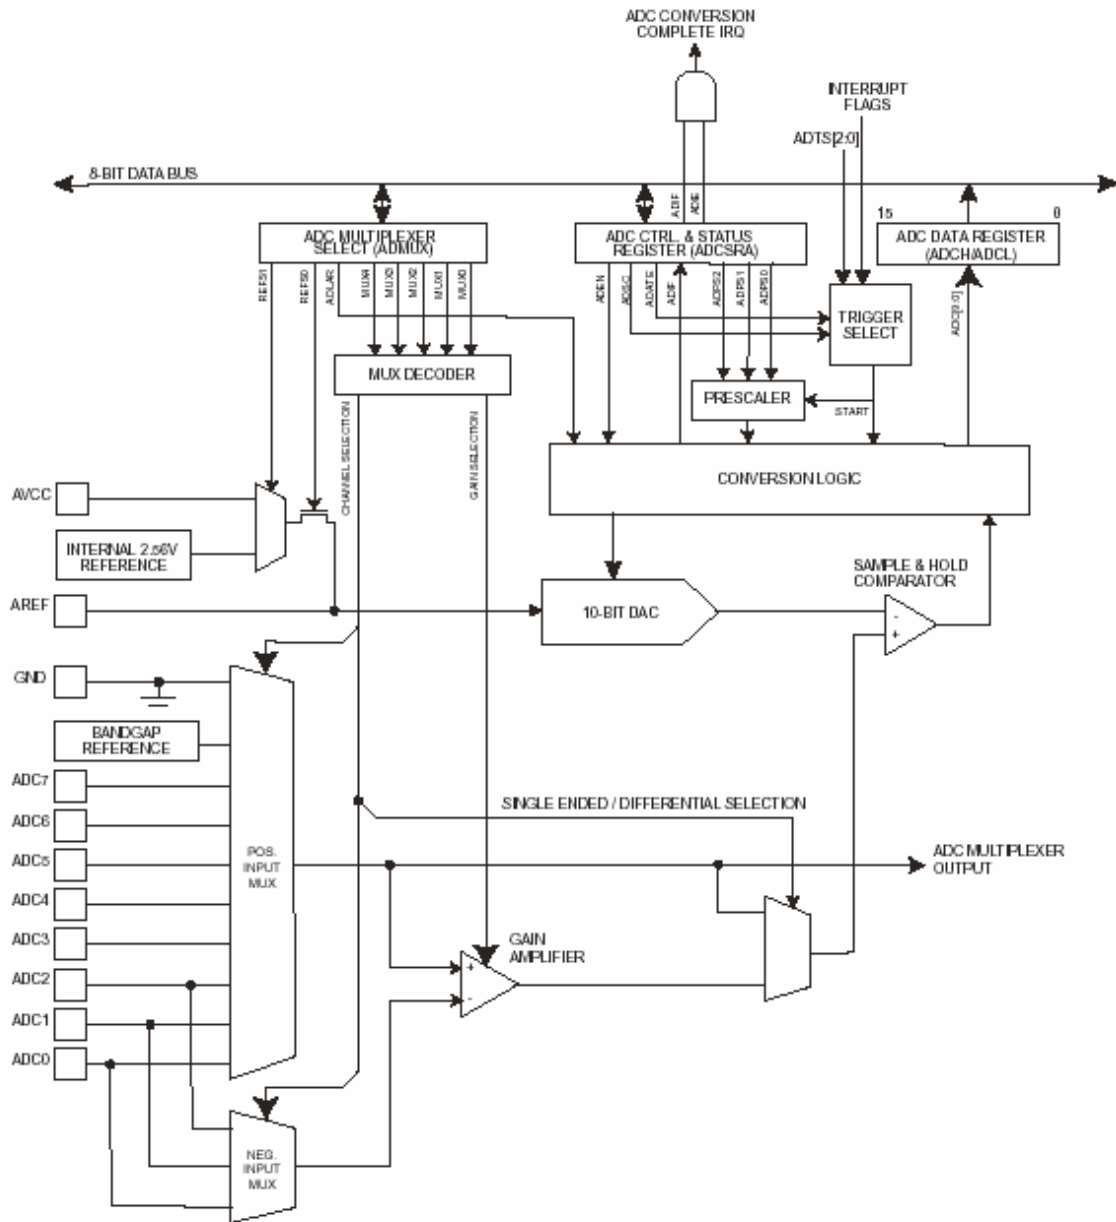 ADC CONVERSION
COMPLETE IRQ
INTERRUPT
FLAGS
ADTS[2:0]
8-BIT DATA BUS
ADIF
ADIE
15
0
ADC MULTIPLEXER
SELECT (ADMUX)
ADC CTRL. & STATUS
REGISTER (ADCSRA)
ADC DATA REGISTER
(ADCH/ADCL)
REFS1
REFS0
ADLAR
MUX4
MUX3
MUX2
MUX1
MUX0
ADEN
ADSC
ADATE
ADIF
ADPS2
ADPS1
ADPS0
ADC[9:0]
TRIGGER
SELECT
MUX DECODER
PRESCALER
START
CHANNEL SELECTION
GAIN SELECTION
CONVERSION LOGIC
AVCC
INTERNAL 2.56V
REFERENCE
SAMPLE & HOLD
COMPARATOR
AREF
10-BIT DAC
-
+
GND
BANDGAP
REFERENCE
ADC7
SINGLE ENDED / DIFFERENTIAL SELECTION
ADC6
ADC5
POS.
INPUT
MUX
ADC MULTIPLEXER
OUTPUT
ADC4
ADC3
GAIN
AMPLIFIER
+
-
ADC2
ADC1
ADC0
NEG.
INPUT
MUX